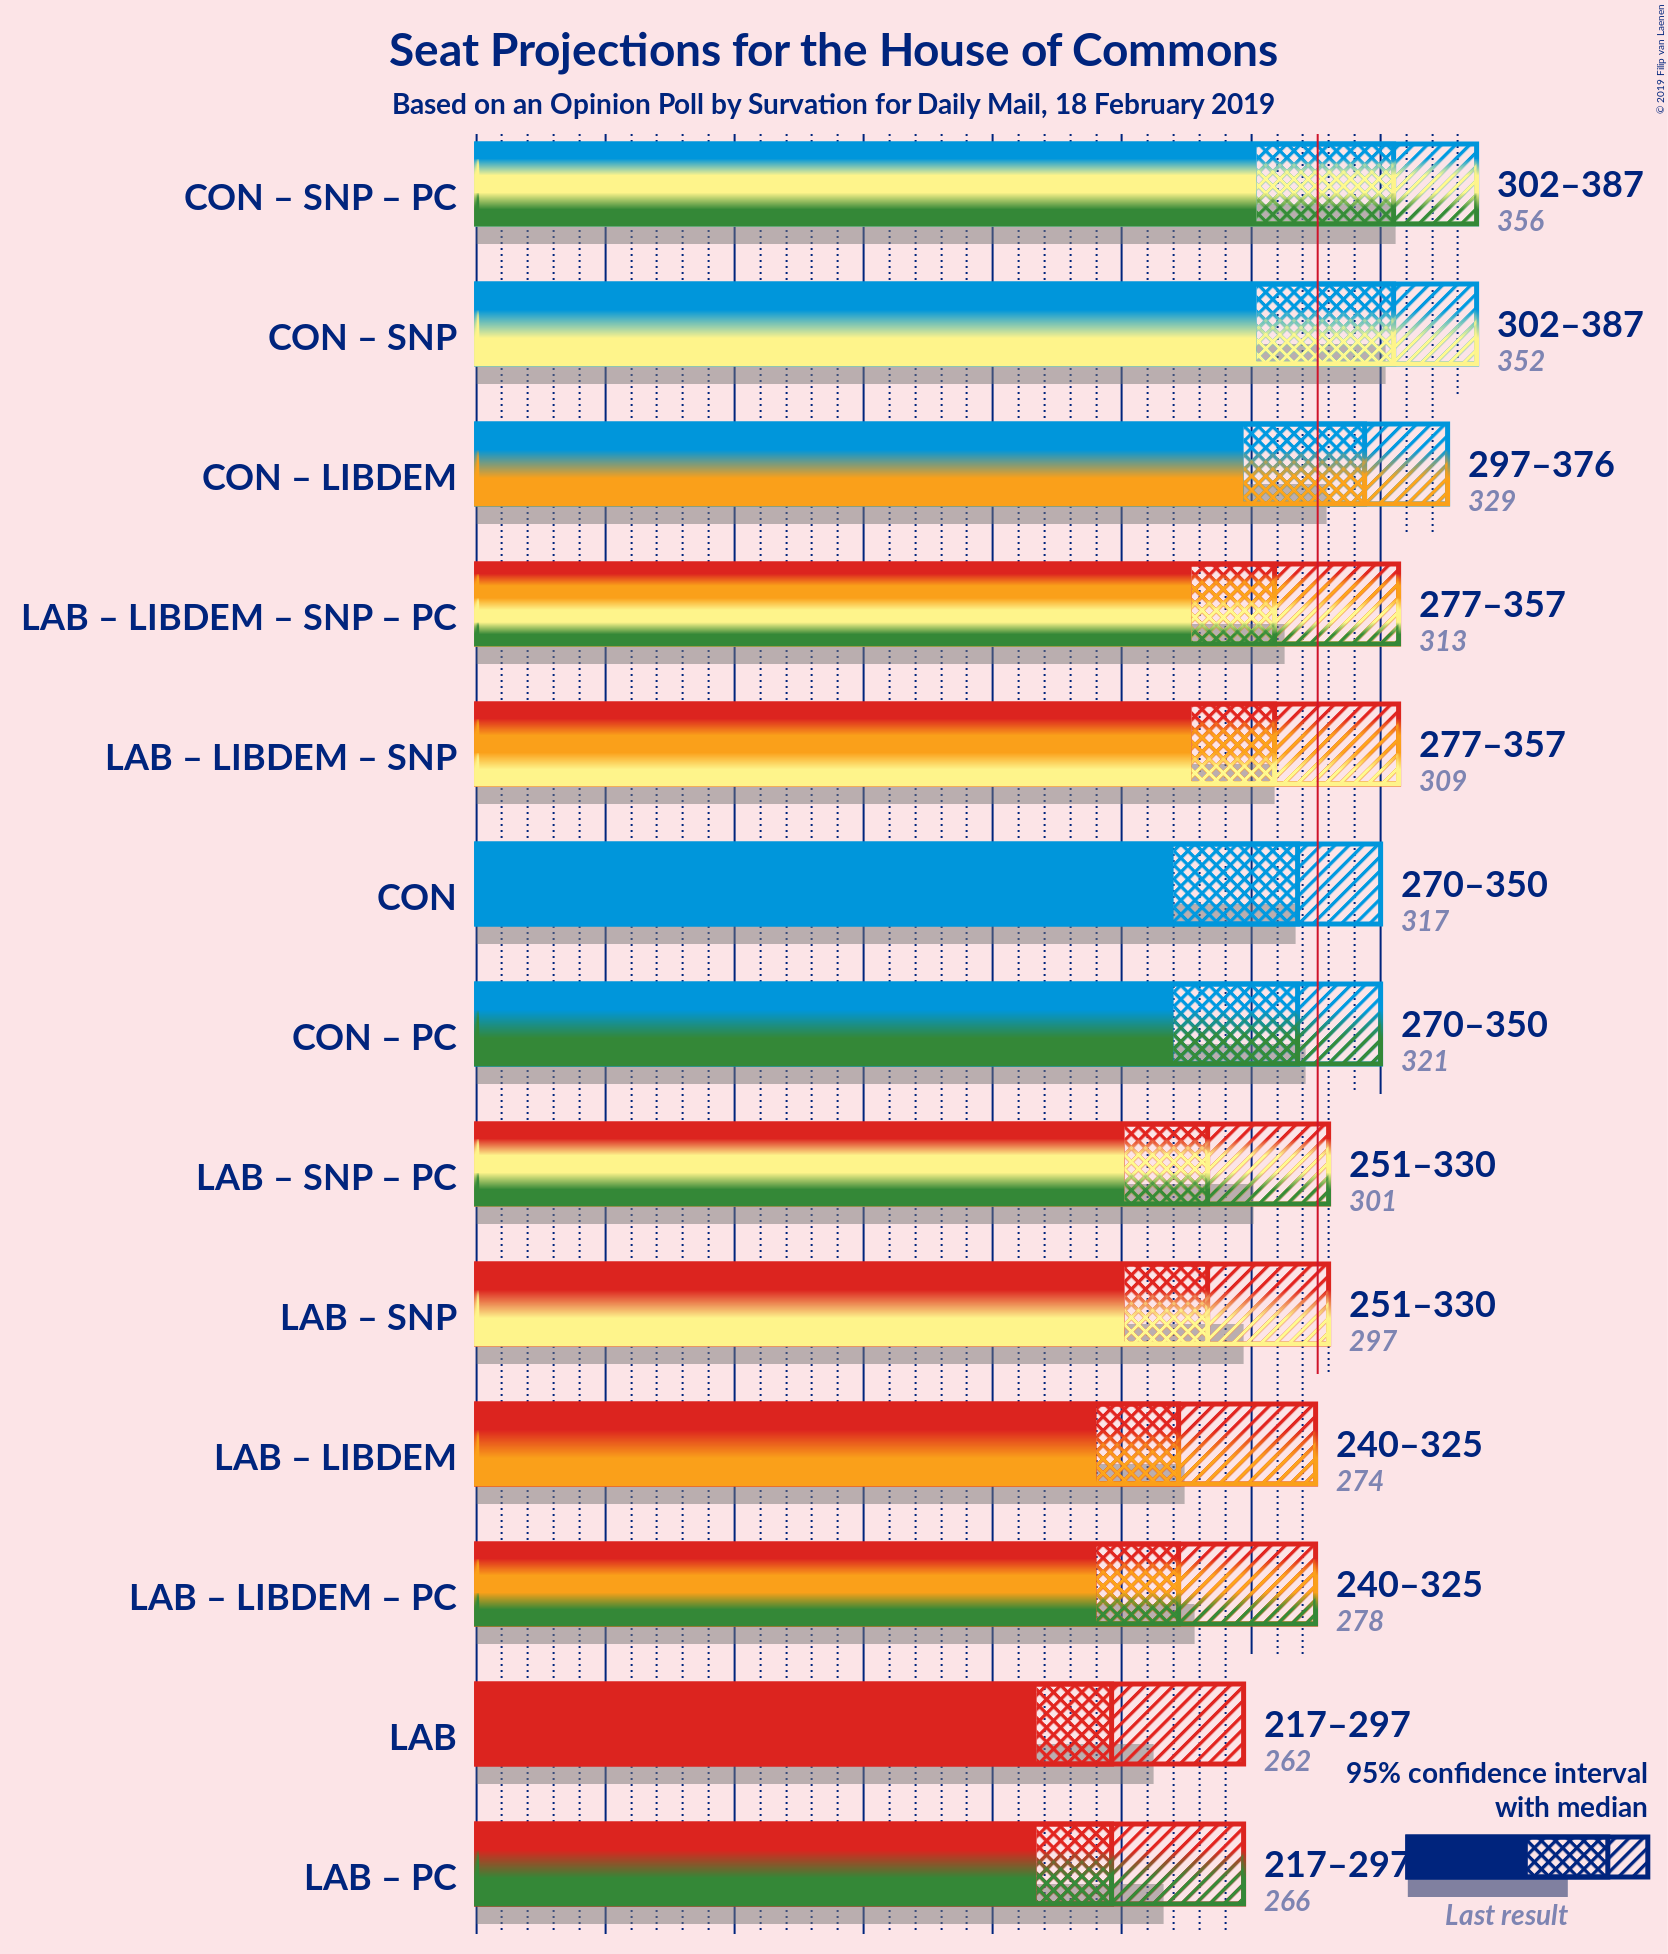 © 2019 Filip van Laenen
Seat Projections for the House of Commons
Based on an Opinion Poll by Survation for Daily Mail, 18 February 2019
CON – SNP – PC
302–387
356
CON – SNP
302–387
352
CON – LIBDEM
297–376
329
LAB – LIBDEM – SNP – PC
277–357
313
LAB – LIBDEM – SNP
277–357
309
CON
270–350
317
CON – PC
270–350
321
LAB – SNP – PC
251–330
301
LAB – SNP
251–330
297
LAB – LIBDEM
240–325
274
LAB – LIBDEM – PC
240–325
278
LAB
217–297
262
LAB – PC
217–297
266
95% confidence interval
with median
Last result